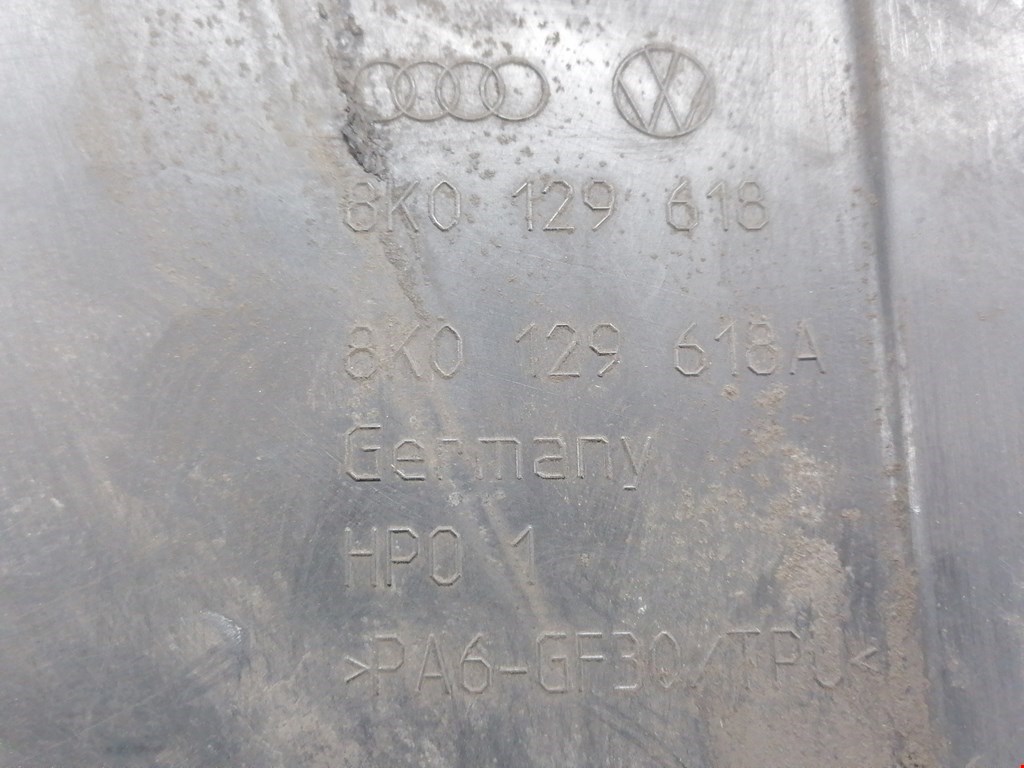 8K0 129 618
8K0 129 618A
Germany
HPO 1
>PA6-GF30/TPU<